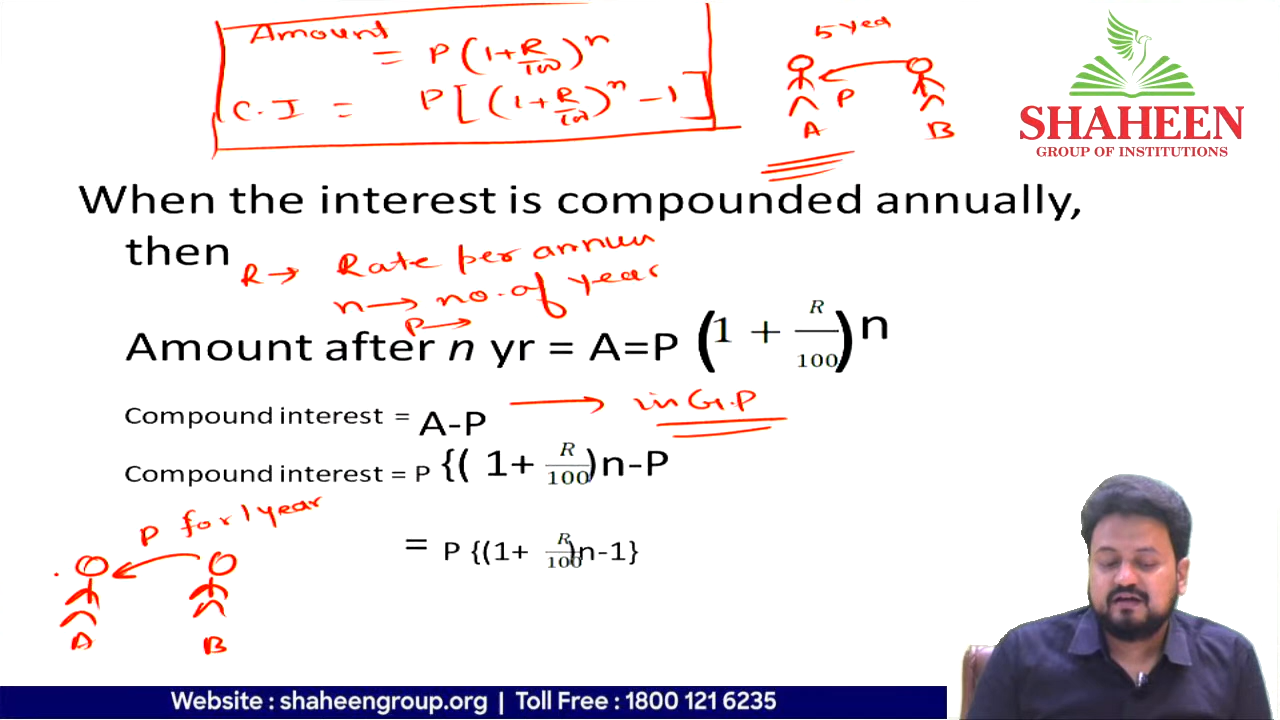 Amount
= P(1+R/100)^n
C.I = P[(1+R/100)^n -1]
5 yea
P
A B
SHAHEEN
GROUP OF INSTITUTIONS
When the interest is compounded annually,
then
R→ Rate per annum
n→ no. of year
P→
Amount after n yr = A=P (1 + R/100)n
Compound interest = A-P → in G.P
Compound interest = P {( 1+ R/100)n-P
P for 1 year
= P {(1+ R/100)n-1}
A B
Website : shaheengroup.org | Toll Free : 1800 121 6235